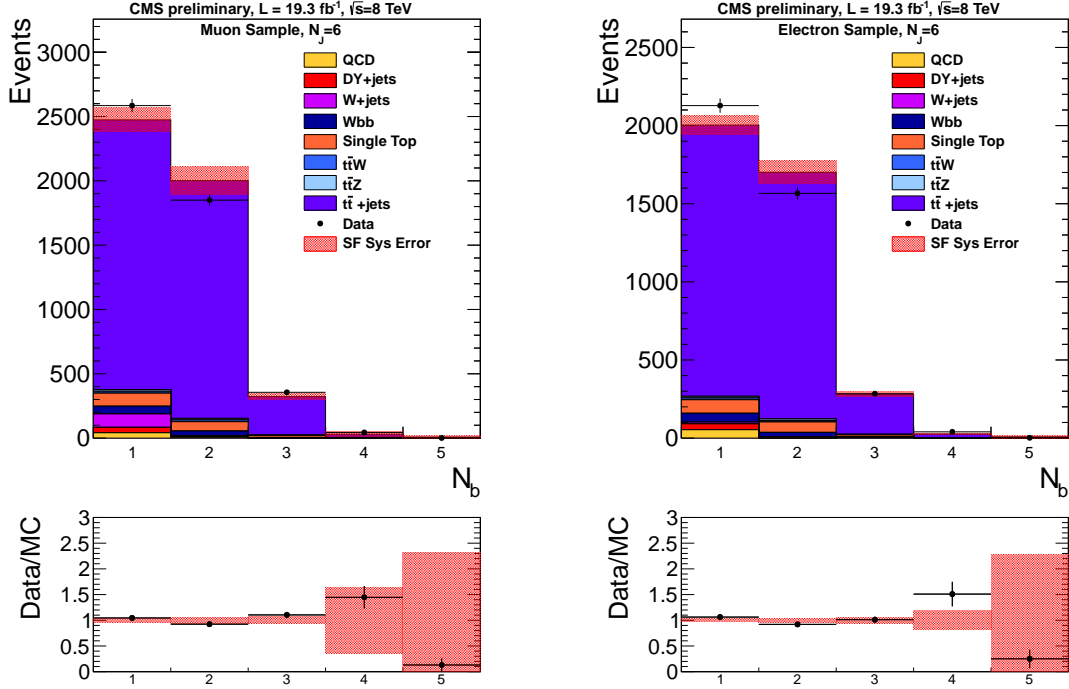 CMS preliminary, L = 19.3 fb⁻¹, √s=8 TeV
Muon Sample, N_J=6
Events
3000
2500
2000
1500
1000
500
0
QCD
DY+jets
W+jets
Wbb
Single Top
tt̄W
tt̄Z
tt̄ +jets
Data
SF Sys Error
1 2 3 4 5
N_b
Data/MC
3
2.5
2
1.5
1
0.5
0
1 2 3 4 5
CMS preliminary, L = 19.3 fb⁻¹, √s=8 TeV
Electron Sample, N_J=6
Events
2500
2000
1500
1000
500
0
QCD
DY+jets
W+jets
Wbb
Single Top
tt̄W
tt̄Z
tt̄ +jets
Data
SF Sys Error
1 2 3 4 5
N_b
Data/MC
3
2.5
2
1.5
1
0.5
0
1 2 3 4 5